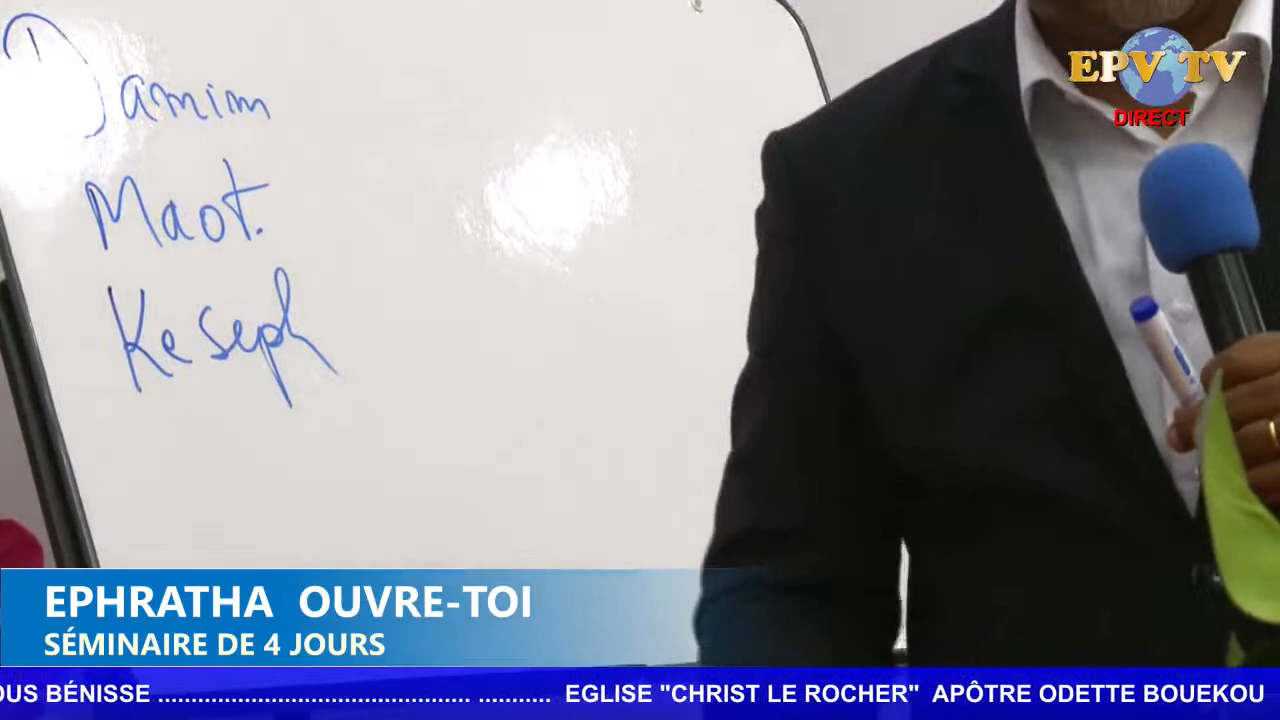 Damim
Maot.
Keseph
EPV TV
DIRECT
EPHRATHA OUVRE-TOI
SÉMINAIRE DE 4 JOURS
OUS BÉNISSE ............................................... ........... EGLISE "CHRIST LE ROCHER" APÔTRE ODETTE BOUEKOU